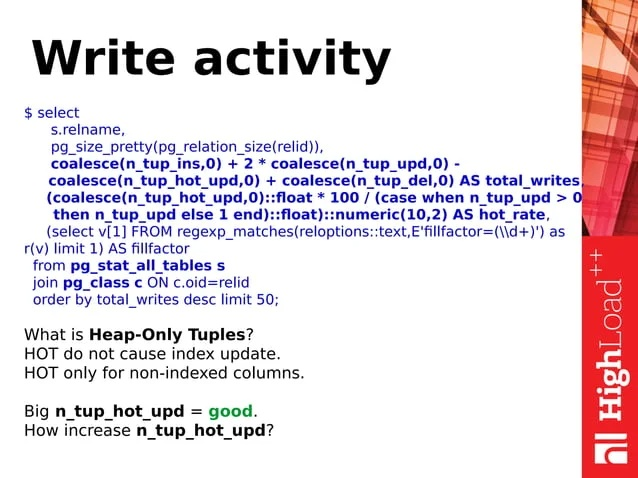 Write activity
$ select
s.relname,
pg_size_pretty(pg_relation_size(relid)),
coalesce(n_tup_ins,0) + 2 * coalesce(n_tup_upd,0) -
coalesce(n_tup_hot_upd,0) + coalesce(n_tup_del,0) AS total_writes,
(coalesce(n_tup_hot_upd,0)::float * 100 / (case when n_tup_upd > 0
then n_tup_upd else 1 end)::float)::numeric(10,2) AS hot_rate,
(select v[1] FROM regexp_matches(reloptions::text,E'fillfactor=(\\d+)') as
r(v) limit 1) AS fillfactor
from pg_stat_all_tables s
join pg_class c ON c.oid=relid
order by total_writes desc limit 50;
What is Heap-Only Tuples?
HOT do not cause index update.
HOT only for non-indexed columns.
Big n_tup_hot_upd = good.
How increase n_tup_hot_upd?
HighLoad++